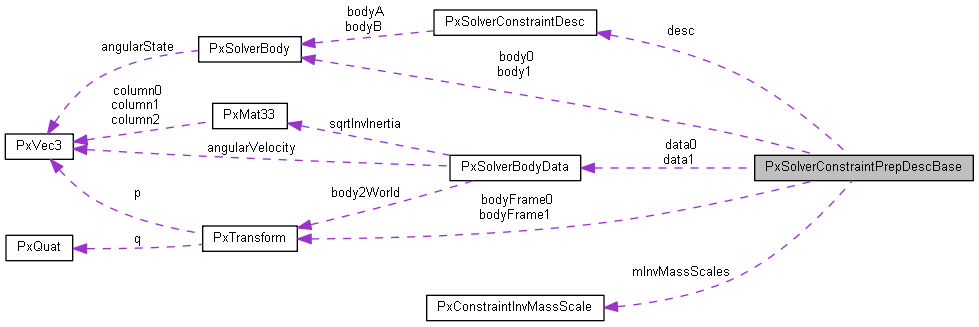 bodyA
bodyB
PxSolverConstraintDesc
desc
angularState
PxSolverBody
body0
body1
column0
column1
column2
PxMat33
sqrtInvInertia
PxVec3
angularVelocity
PxSolverBodyData
data0
data1
PxSolverConstraintPrepDescBase
p
body2World
bodyFrame0
bodyFrame1
PxQuat
q
PxTransform
mInvMassScales
PxConstraintInvMassScale